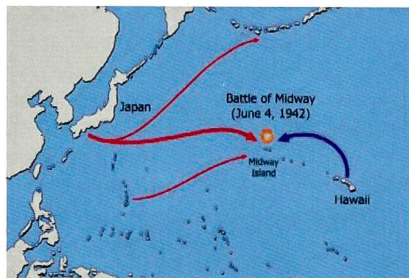 Japan
Battle of Midway
(June 4, 1942)
Midway
Island
Hawaii